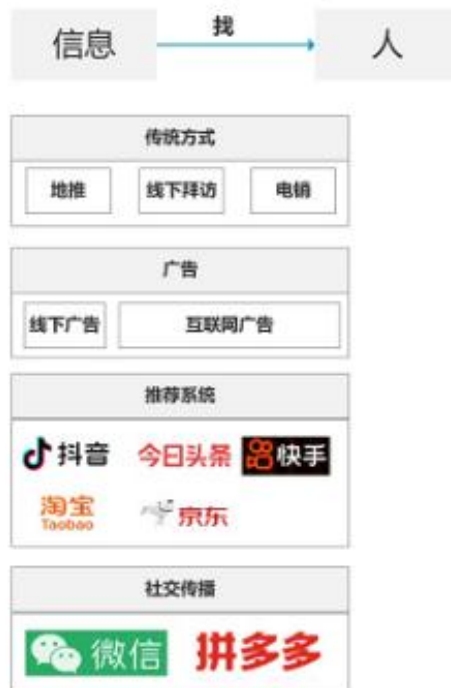 信息 找 人
传统方式
地推 线下拜访 电销
广告
线下广告 互联网广告
推荐系统
抖音 今日头条 快手
淘宝 京东
Taobao
社交传播
微信 拼多多